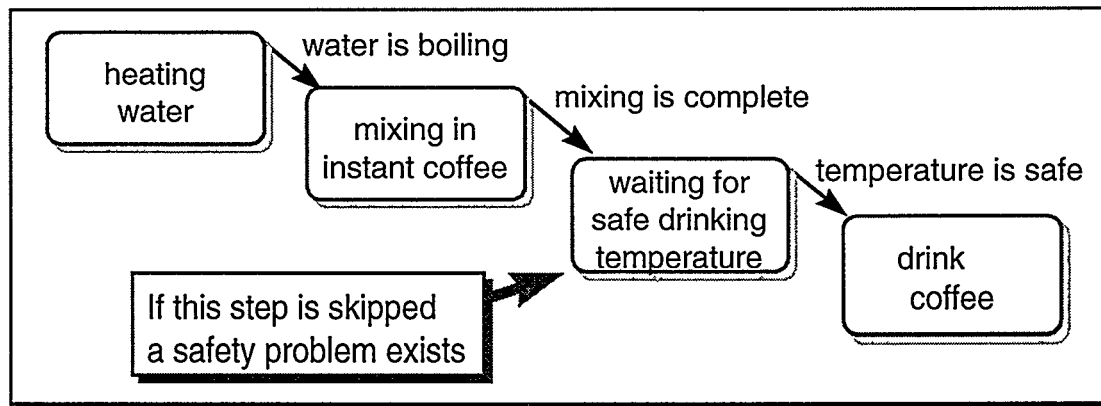 heating
water
water is boiling
mixing in
instant coffee
mixing is complete
waiting for
safe drinking
temperature
temperature is safe
drink
coffee
If this step is skipped
a safety problem exists